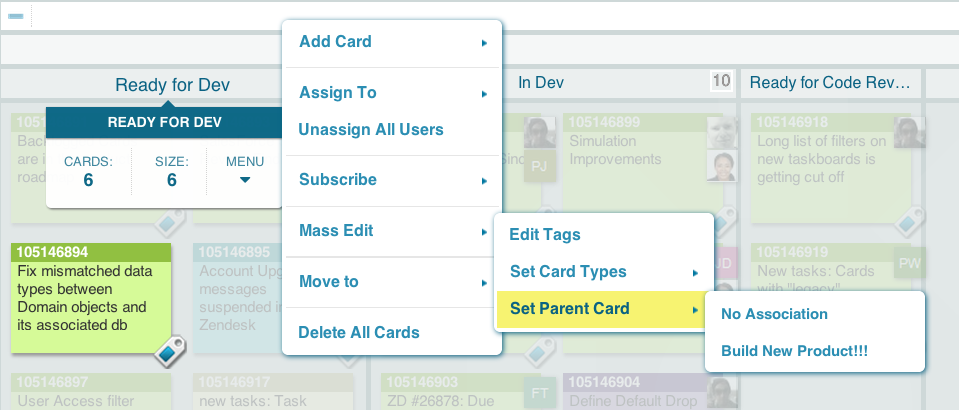 Ready for Dev
In Dev
10
Ready for Code Rev…
READY FOR DEV
CARDS:
6
SIZE:
6
MENU
Add Card
Assign To
Unassign All Users
Subscribe
Mass Edit
Move to
Delete All Cards
Edit Tags
Set Card Types
Set Parent Card
No Association
Build New Product!!!
105146894
Fix mismatched data
types between
Domain objects and
its associated db
105146895
Account Upg
messages
suspended in
Zendesk
105146899
Simulation
Improvements
PJ
105146918
Long list of filters on
new taskboards is
getting cut off
105146919
New tasks: Cards
with "legacy"
PW
JD
105146897
User Access filter
105146917
new tasks: Task
105146903
ZD #26878: Due
FT
105146904
Define Default Drop